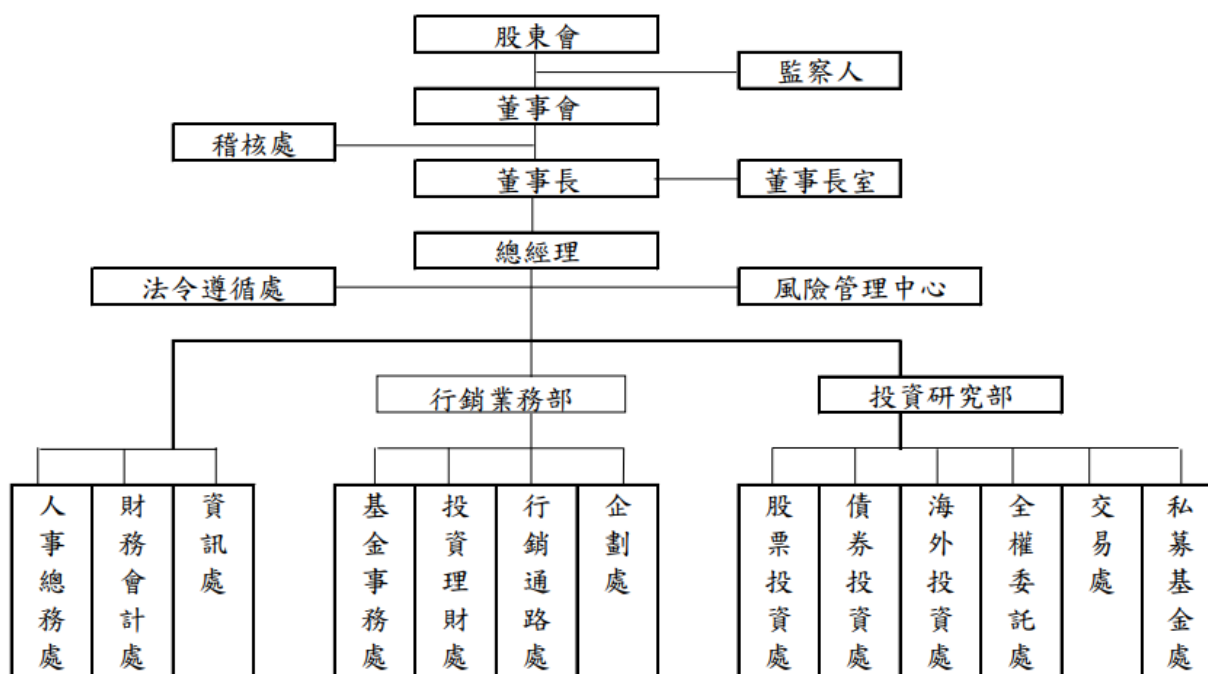 股東會
監察人
董事會
稽核處
董事長
董事長室
總經理
法令遵循處
風險管理中心
行銷業務部
投資研究部
人事總務處
財務會計處
資訊處
基金事務處
投資理財處
行銷通路處
企劃處
股票投資處
債券投資處
海外投資處
全權委託處
交易處
私募基金處